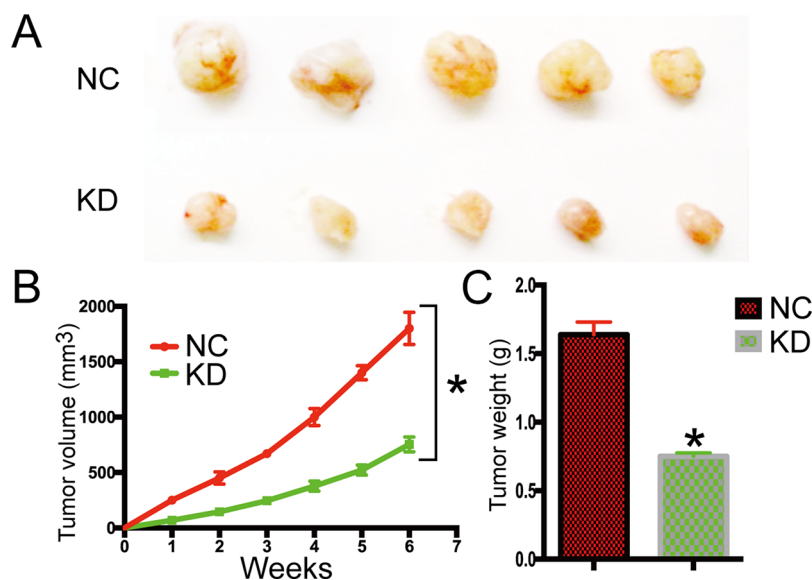 A
NC
KD
B
Tumor volume (mm3)
2000
1500
1000
500
0
NC
KD
*
0 1 2 3 4 5 6 7
Weeks
C
Tumor weight (g)
2.0
1.5
1.0
0.5
0.0
*
NC
KD